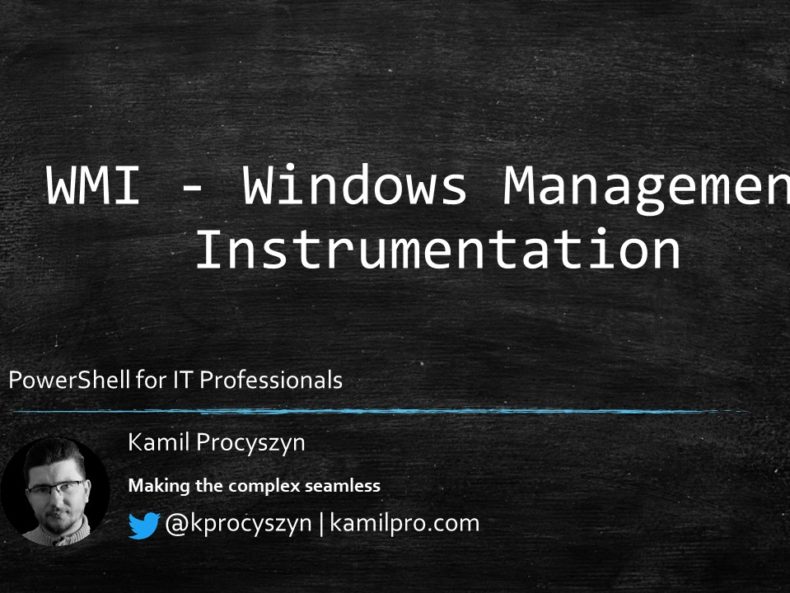 WMI - Windows Managemen
Instrumentation
PowerShell for IT Professionals
Kamil Procyszyn
Making the complex seamless
@kprocyszyn | kamilpro.com